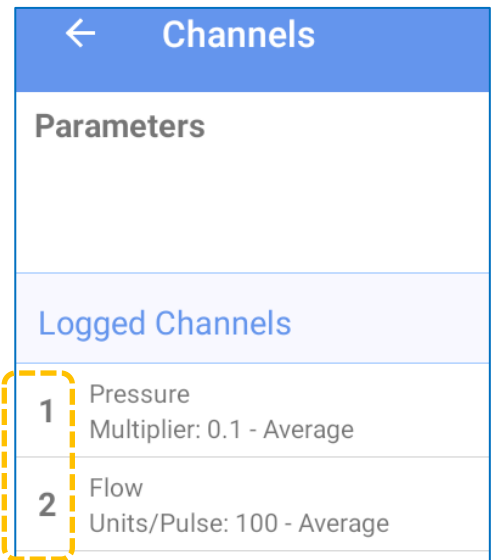 ← Channels
Parameters
Logged Channels
1
Pressure
Multiplier: 0.1 - Average
2
Flow
Units/Pulse: 100 - Average